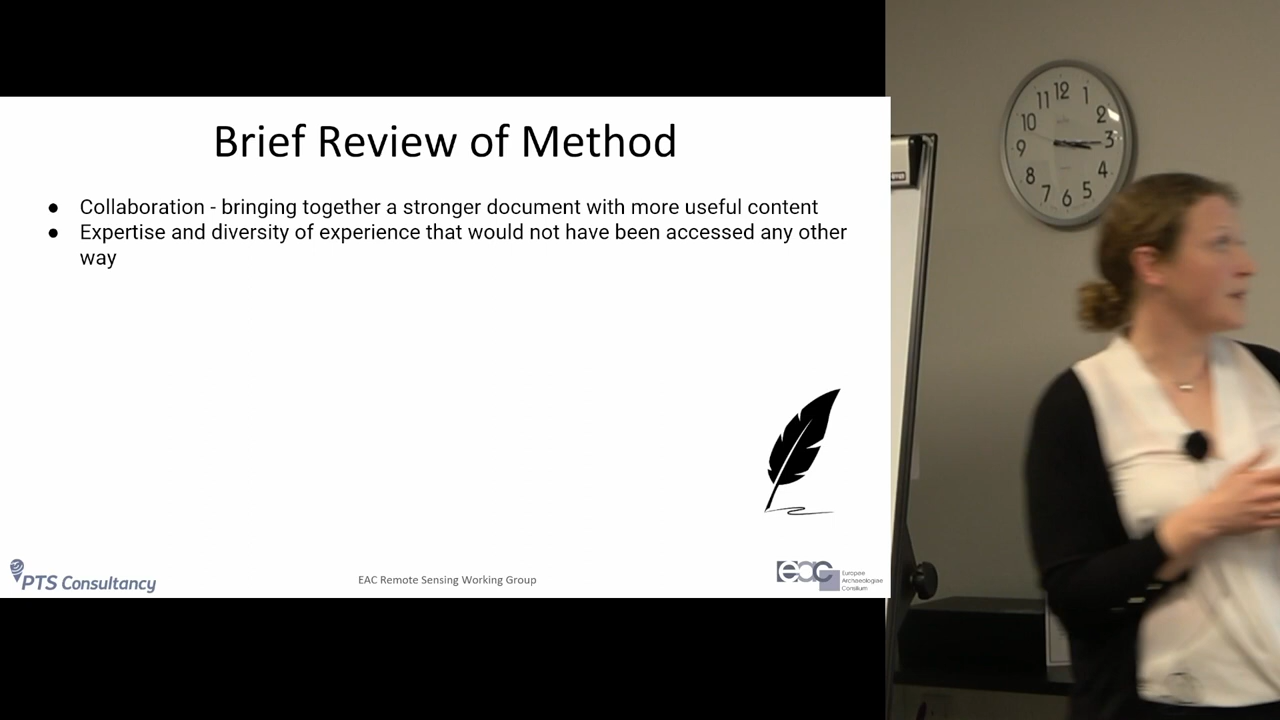 Brief Review of Method
● Collaboration - bringing together a stronger document with more useful content
● Expertise and diversity of experience that would not have been accessed any other
way
PTS Consultancy
EAC Remote Sensing Working Group
eac
Europae
Archaeologiae
Consilium
12
1
2
3
4
5
6
7
8
9
10
11